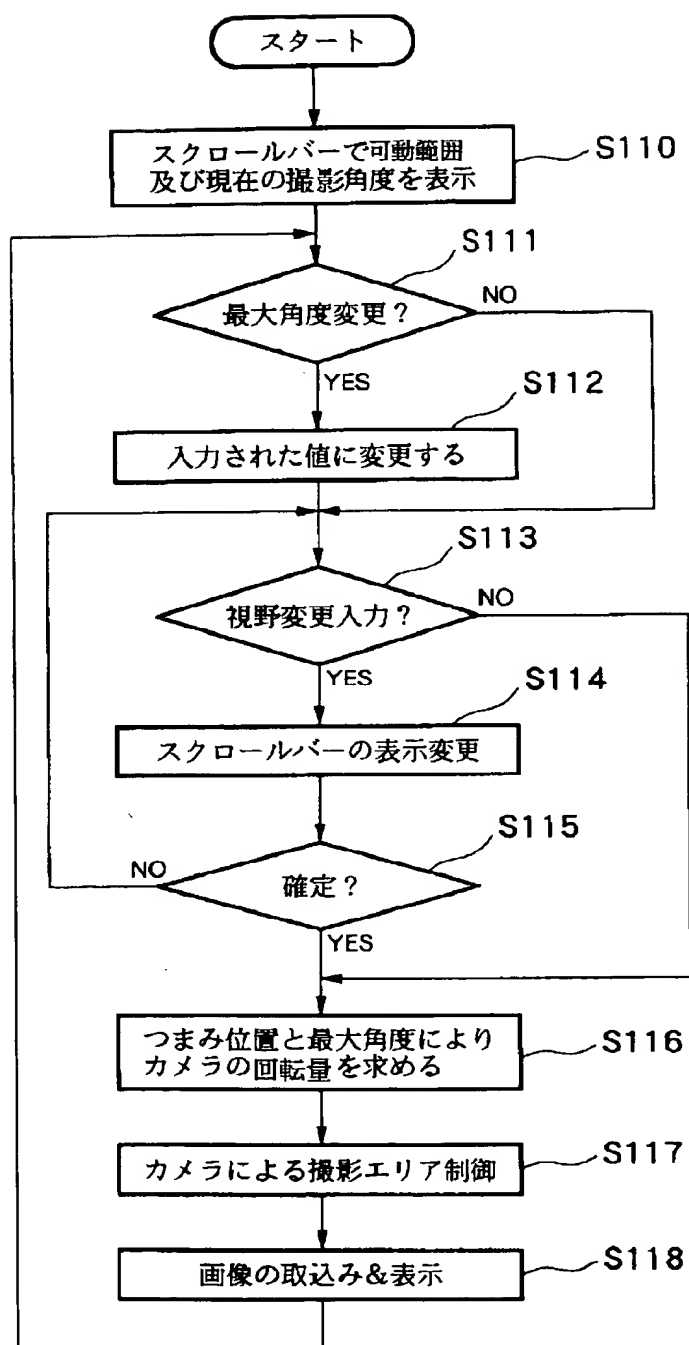 スタート
スクロールバーで可動範囲
及び現在の撮影角度を表示
S110
S111
最大角度変更？
NO
YES
S112
入力された値に変更する
S113
視野変更入力？
NO
YES
S114
スクロールバーの表示変更
S115
確定？
NO
YES
つまみ位置と最大角度により
カメラの回転量を求める
S116
カメラによる撮影エリア制御
S117
画像の取込み&表示
S118